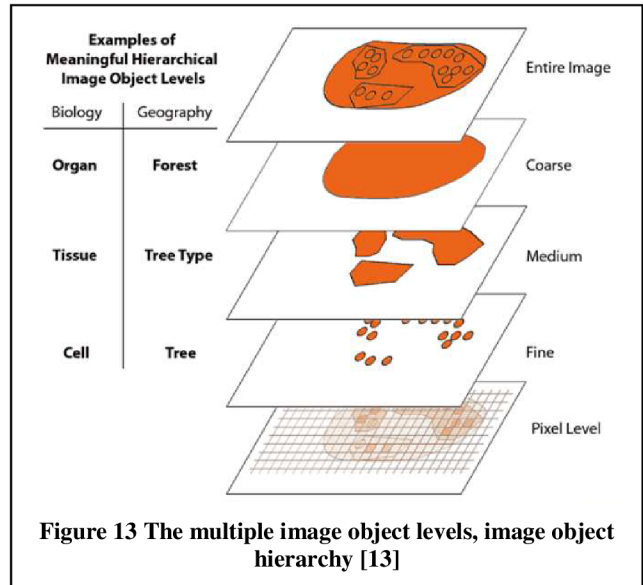 Examples of
Meaningful Hierarchical
Image Object Levels
Biology Geography
Organ Forest
Tissue Tree Type
Cell Tree
Entire Image
Coarse
Medium
Fine
Pixel Level
Figure 13 The multiple image object levels, image object
hierarchy [13]